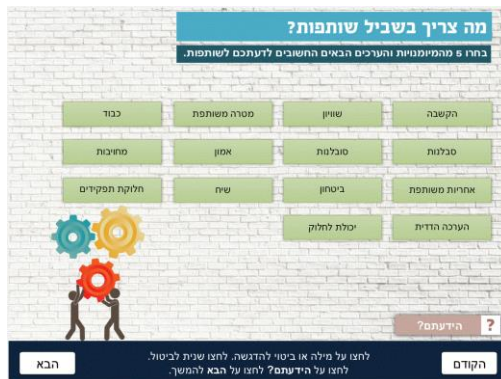 מה צריך בשביל שותפות?
בחרו 5 מהמיומנויות והערכים הבאים החשובים לדעתכם לשותפות.
הקשבה שוויון מטרה משותפת כבוד
סבלנות סובלנות אמון מחויבות
אחריות משותפת ביטחון שיח חלוקת תפקידים
הערכה הדדית יכולת לחלוק
? הידעתם?
לחצו על מילה או ביטוי להדגשה. לחצו שנית לביטול.
הקודם לחצו על הידעתם? לחצו על הבא להמשך. הבא